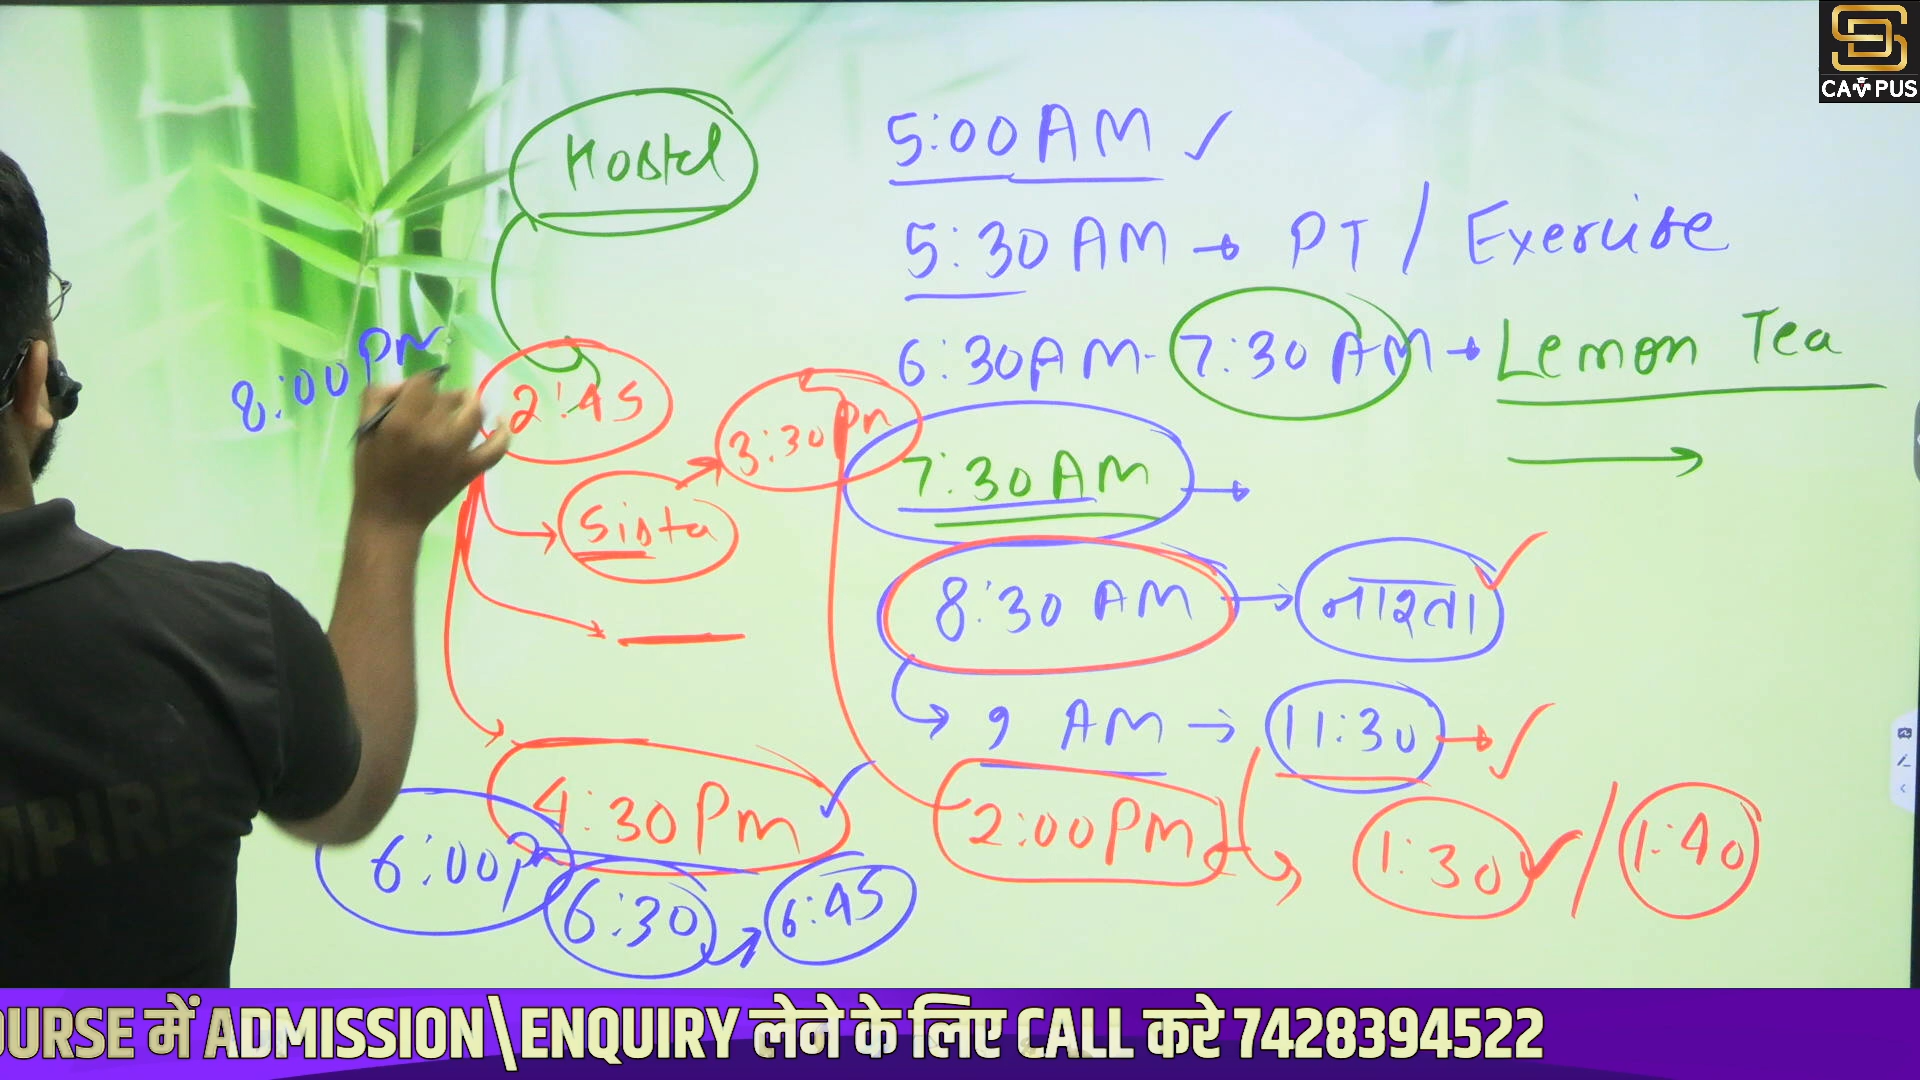 SD
CAMPUS
Hostel
5:00 AM ✓
5:30 AM → PT / Exercise
6:30 AM - 7:30 AM → Lemon Tea
8:00 Pm
2:45
3:30 Pm
7:30 AM →
Sista
8:30 AM → नाश्ता ✓
9 AM → 11:30 → ✓
4:30 Pm ✓
2:00 PM
1:30 ✓ / 1:40
6:00 P
6:30 → 6:45
MPIRE
OURSE में ADMISSION\ENQUIRY लेने के लिए CALL करे 7428394522